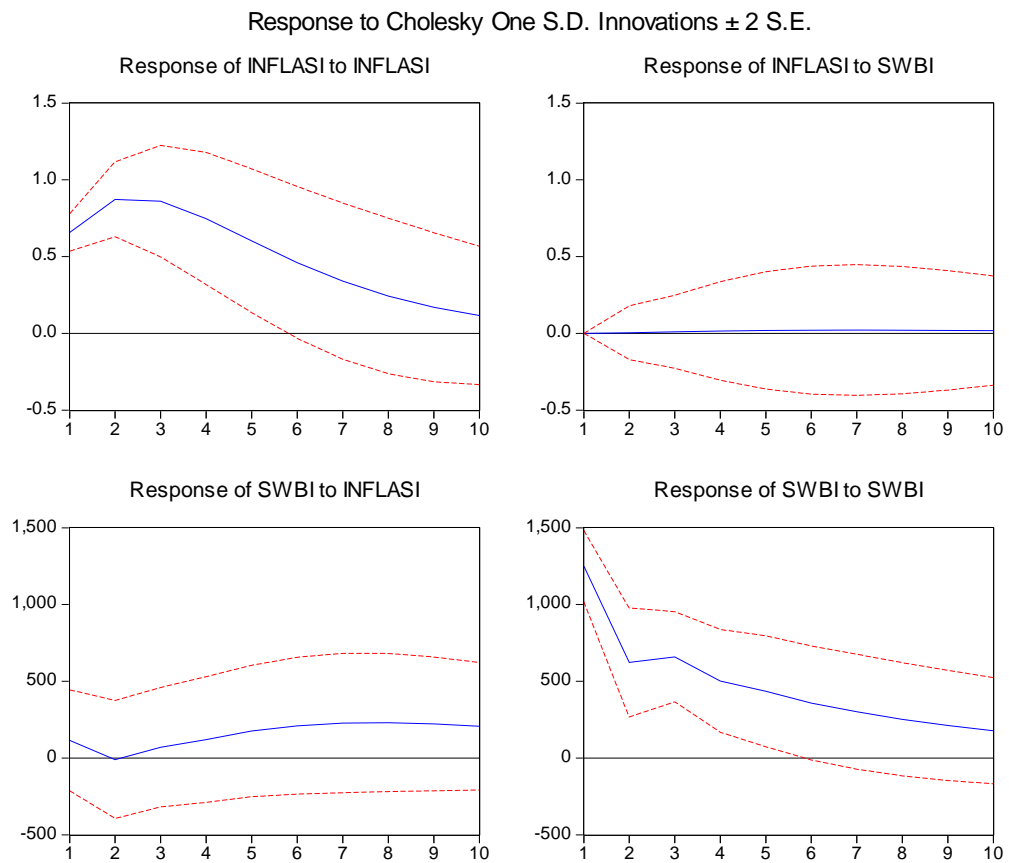 Response to Cholesky One S.D. Innovations ± 2 S.E.
Response of INFLASI to INFLASI
1.5
1.0
0.5
0.0
-0.5
1 2 3 4 5 6 7 8 9 10
Response of INFLASI to SWBI
1.5
1.0
0.5
0.0
-0.5
1 2 3 4 5 6 7 8 9 10
Response of SWBI to INFLASI
1,500
1,000
500
0
-500
1 2 3 4 5 6 7 8 9 10
Response of SWBI to SWBI
1,500
1,000
500
0
-500
1 2 3 4 5 6 7 8 9 10